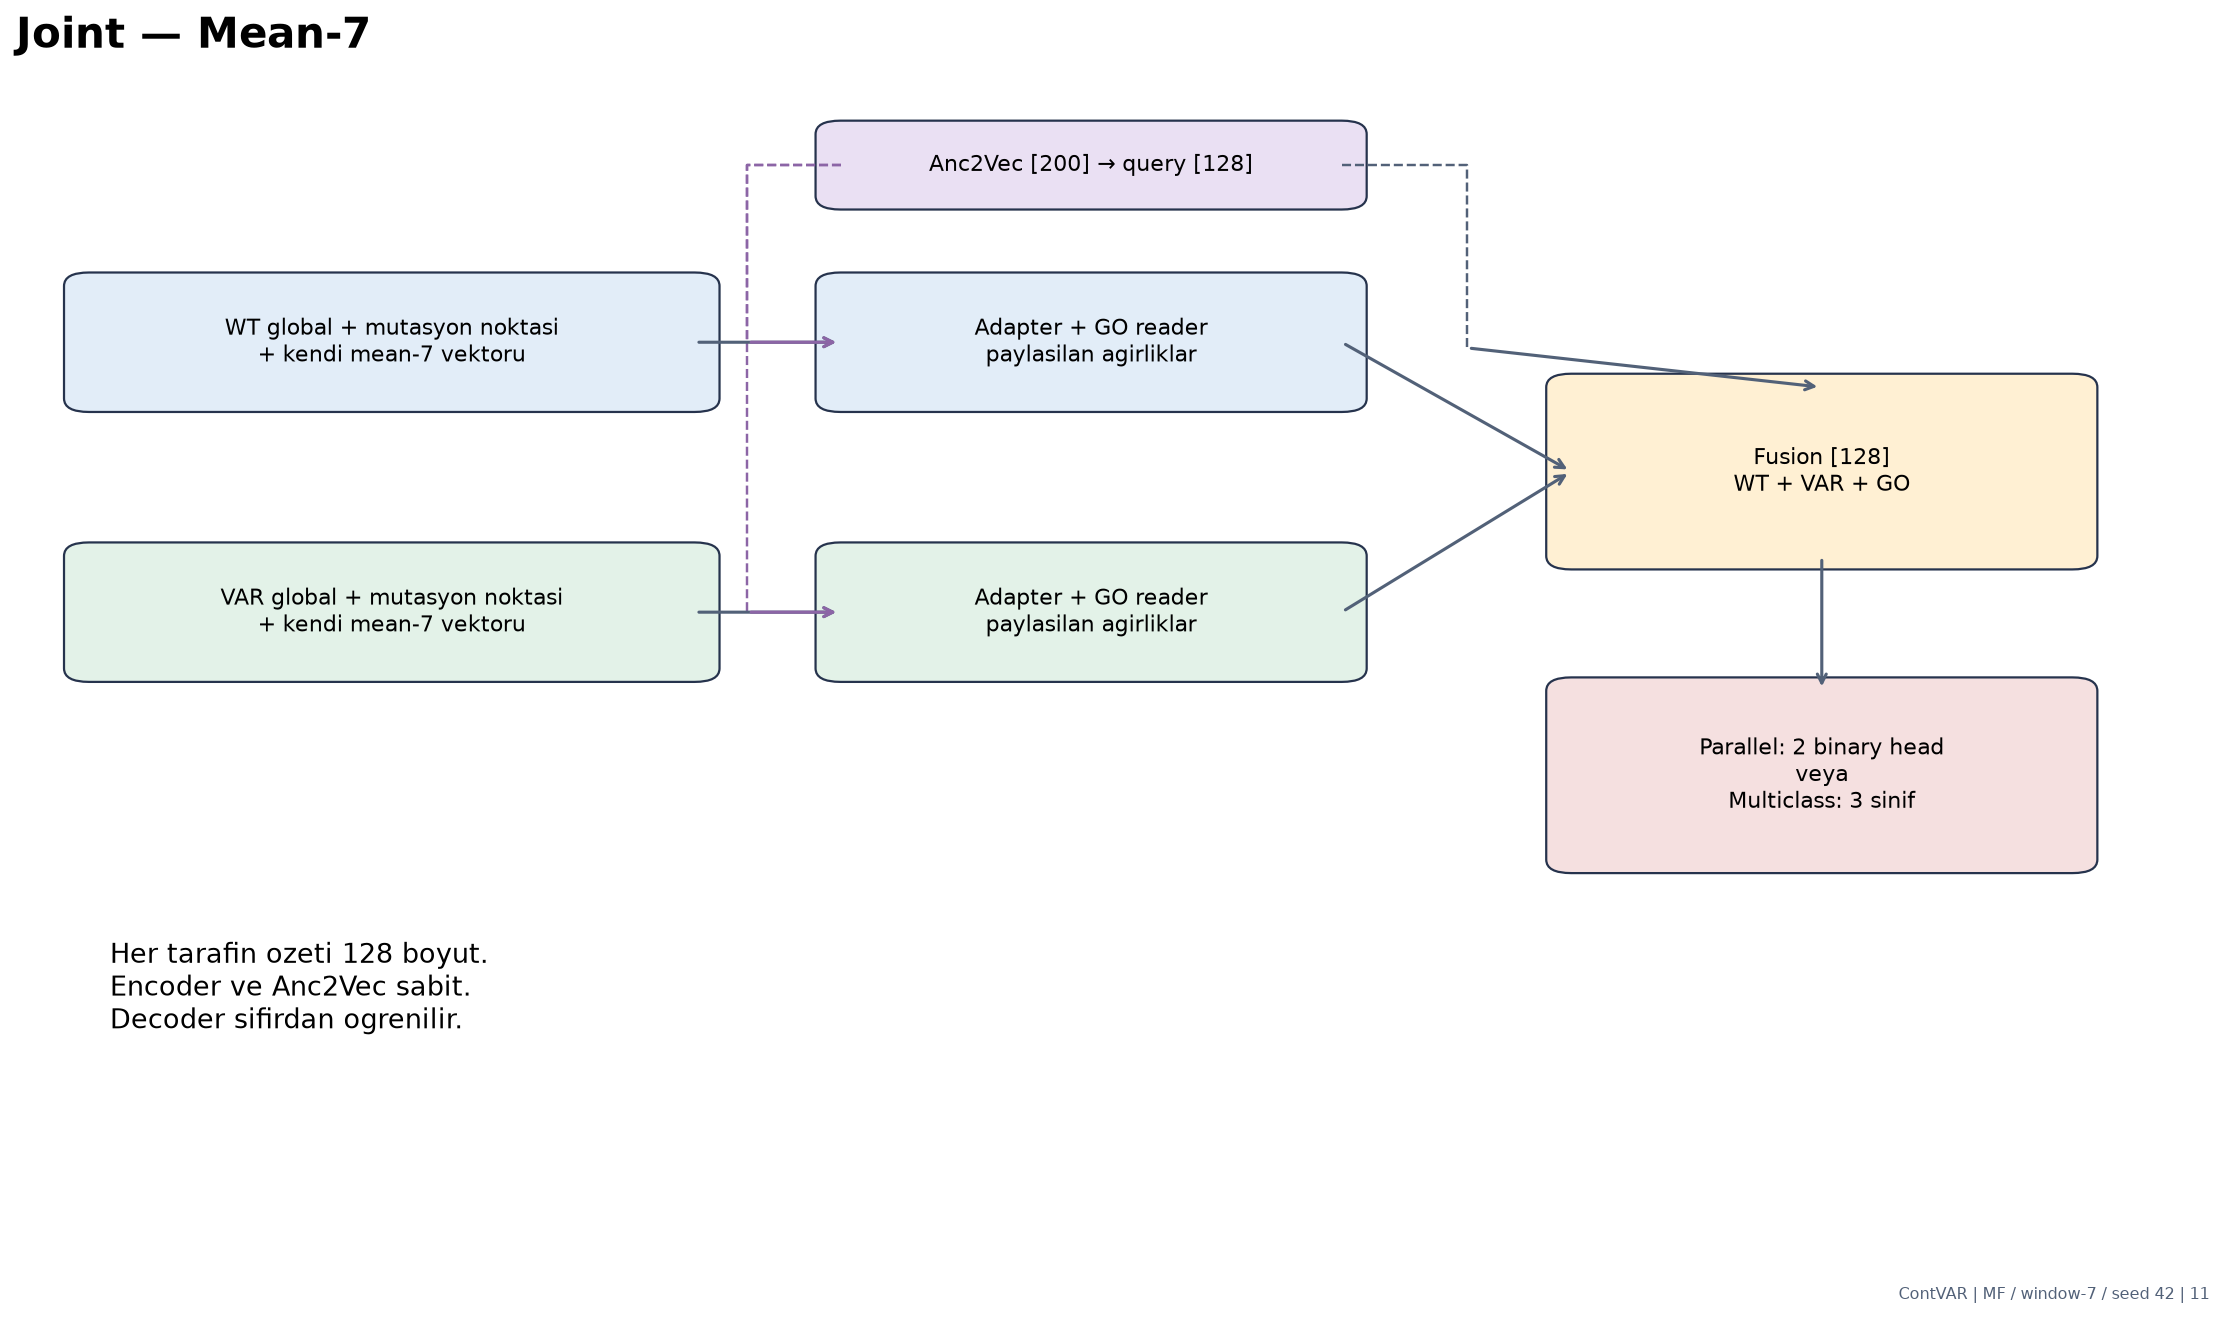 Joint — Mean-7
Anc2Vec [200] → query [128]
WT global + mutasyon noktasi
+ kendi mean-7 vektoru
Adapter + GO reader
paylasilan agirliklar
Fusion [128]
WT + VAR + GO
VAR global + mutasyon noktasi
+ kendi mean-7 vektoru
Adapter + GO reader
paylasilan agirliklar
Parallel: 2 binary head
veya
Multiclass: 3 sinif
Her tarafin ozeti 128 boyut.
Encoder ve Anc2Vec sabit.
Decoder sifirdan ogrenilir.
ContVAR | MF / window-7 / seed 42 | 11